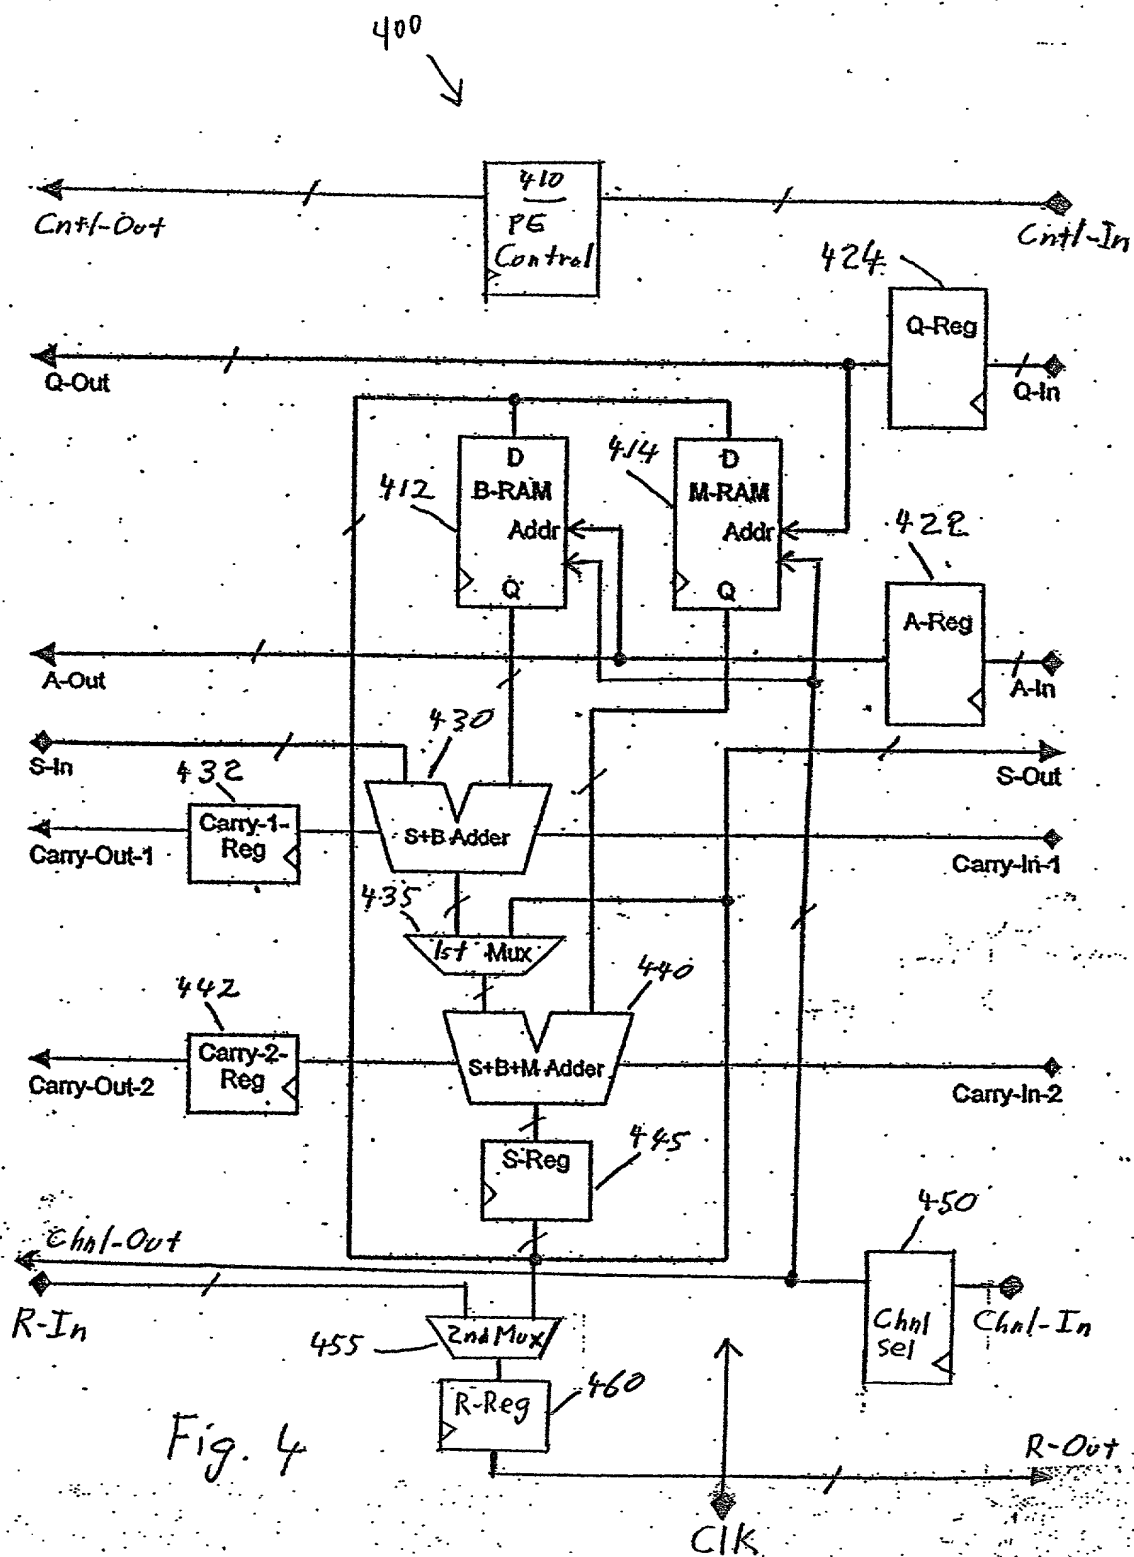 400
410
PE
Control
Cntl-Out
Cntl-In
424
Q-Reg
Q-Out
Q-In
412
D
B-RAM
Addr
Q
414
D
M-RAM
Addr
Q
422
A-Reg
A-Out
A-In
S-In
430
S-Out
432
Carry-1-
Reg
S+B Adder
Carry-Out-1
Carry-In-1
435
1st Mux
440
442
Carry-2-
Reg
S+B+M Adder
Carry-Out-2
Carry-In-2
S-Reg
445
450
Chnl-Out
Chnl
sel
Chnl-In
R-In
455
2nd Mux
460
R-Reg
R-Out
Fig. 4
ClK